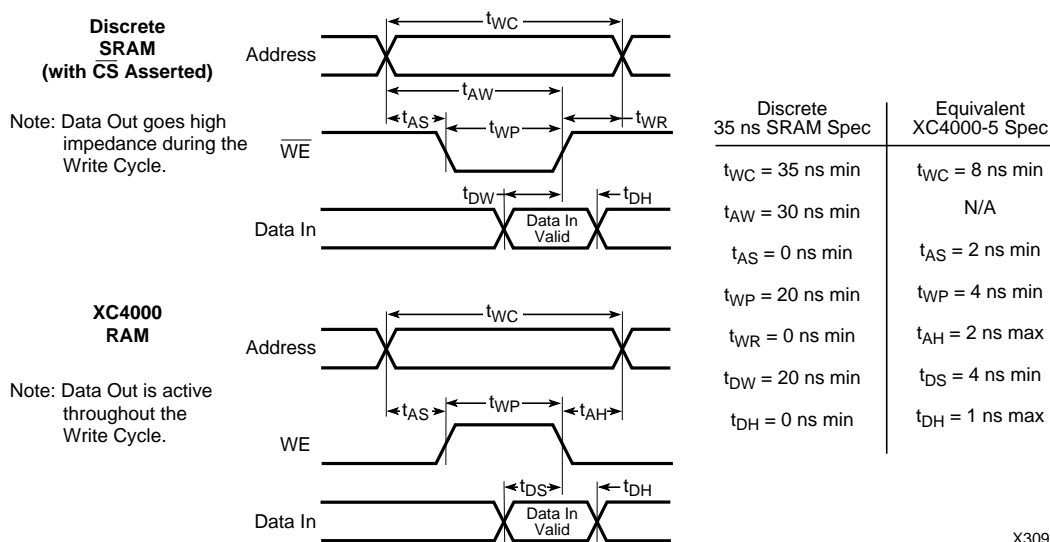 Discrete
SRAM
(with CS Asserted)
Note: Data Out goes high
impedance during the
Write Cycle.
Address
tWC
tAW
tAS
tWP
tWR
WE
tDW
tDH
Data In
Data In
Valid
XC4000
RAM
Note: Data Out is active
throughout the
Write Cycle.
Address
tWC
tAS
tWP
tAH
WE
tDS
tDH
Data In
Data In
Valid
Discrete
35 ns SRAM Spec
Equivalent
XC4000-5 Spec
tWC = 35 ns min
tWC = 8 ns min
tAW = 30 ns min
N/A
tAS = 0 ns min
tAS = 2 ns min
tWP = 20 ns min
tWP = 4 ns min
tWR = 0 ns min
tAH = 2 ns max
tDW = 20 ns min
tDS = 4 ns min
tDH = 0 ns min
tDH = 1 ns max
X309